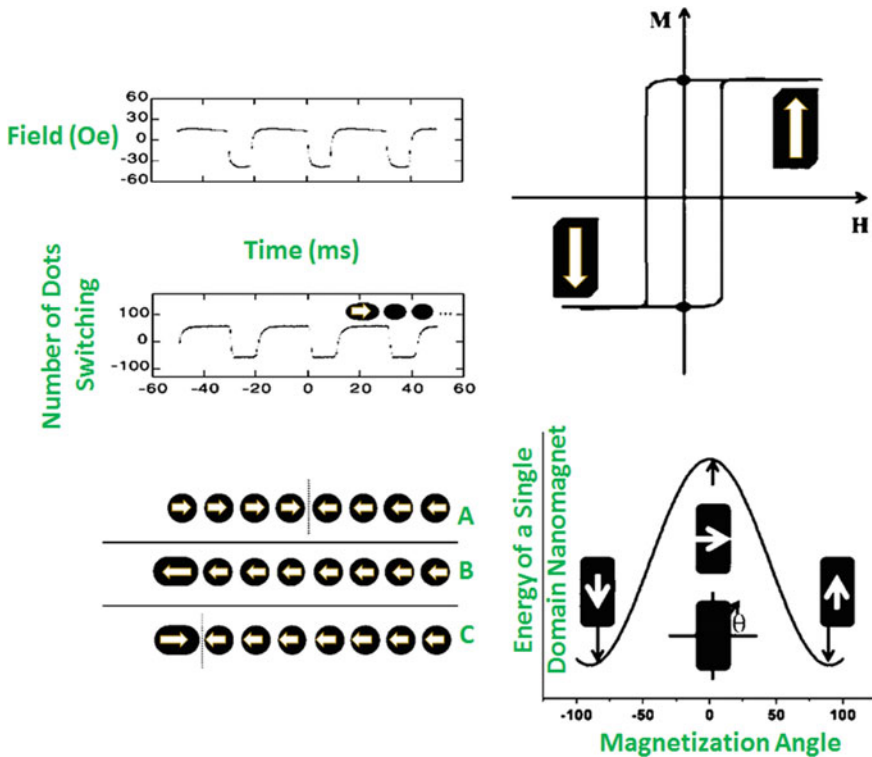 60
30
0
-30
-60
Field (Oe)
Time (ms)
100
0
-100
...
Number of Dots
Switching
-60
-40
-20
0
20
40
60
A
B
C
M
H
Energy of a Single
Domain Nanomagnet
θ
-100
-50
0
50
100
Magnetization Angle